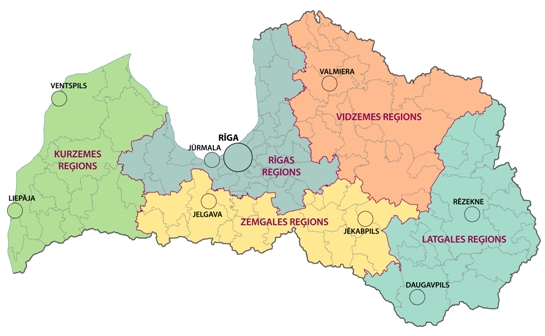 VALMIERA
VENTSPILS
VIDZEMES REĢIONS
RĪGA
JŪRMALA
KURZEMES
REĢIONS
RĪGAS
REĢIONS
LIEPĀJA
RĒZEKNE
JELGAVA
ZEMGALES REĢIONS
JĒKABPILS
LATGALES REĢIONS
DAUGAVPILS